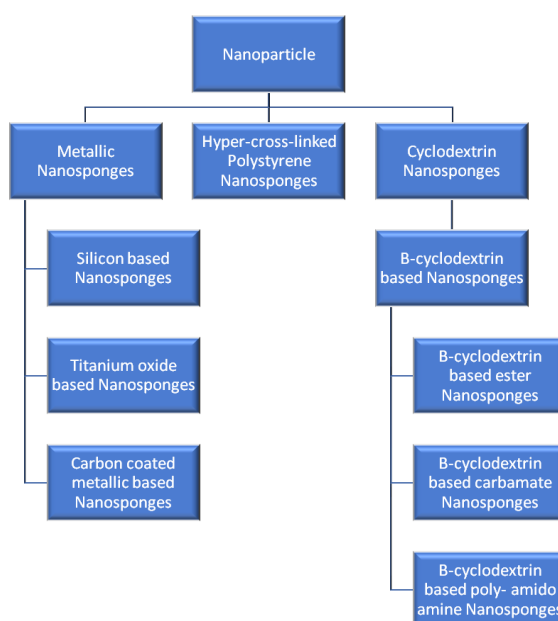 Nanoparticle
Metallic
Nanosponges
Hyper-cross-linked
Polystyrene
Nanosponges
Cyclodextrin
Nanosponges
Silicon based
Nanosponges
B-cyclodextrin
based Nanosponges
Titanium oxide
based Nanosponges
B-cyclodextrin
based ester
Nanosponges
Carbon coated
metallic based
Nanosponges
B-cyclodextrin
based carbamate
Nanosponges
B-cyclodextrin
based poly- amido
amine Nanosponges